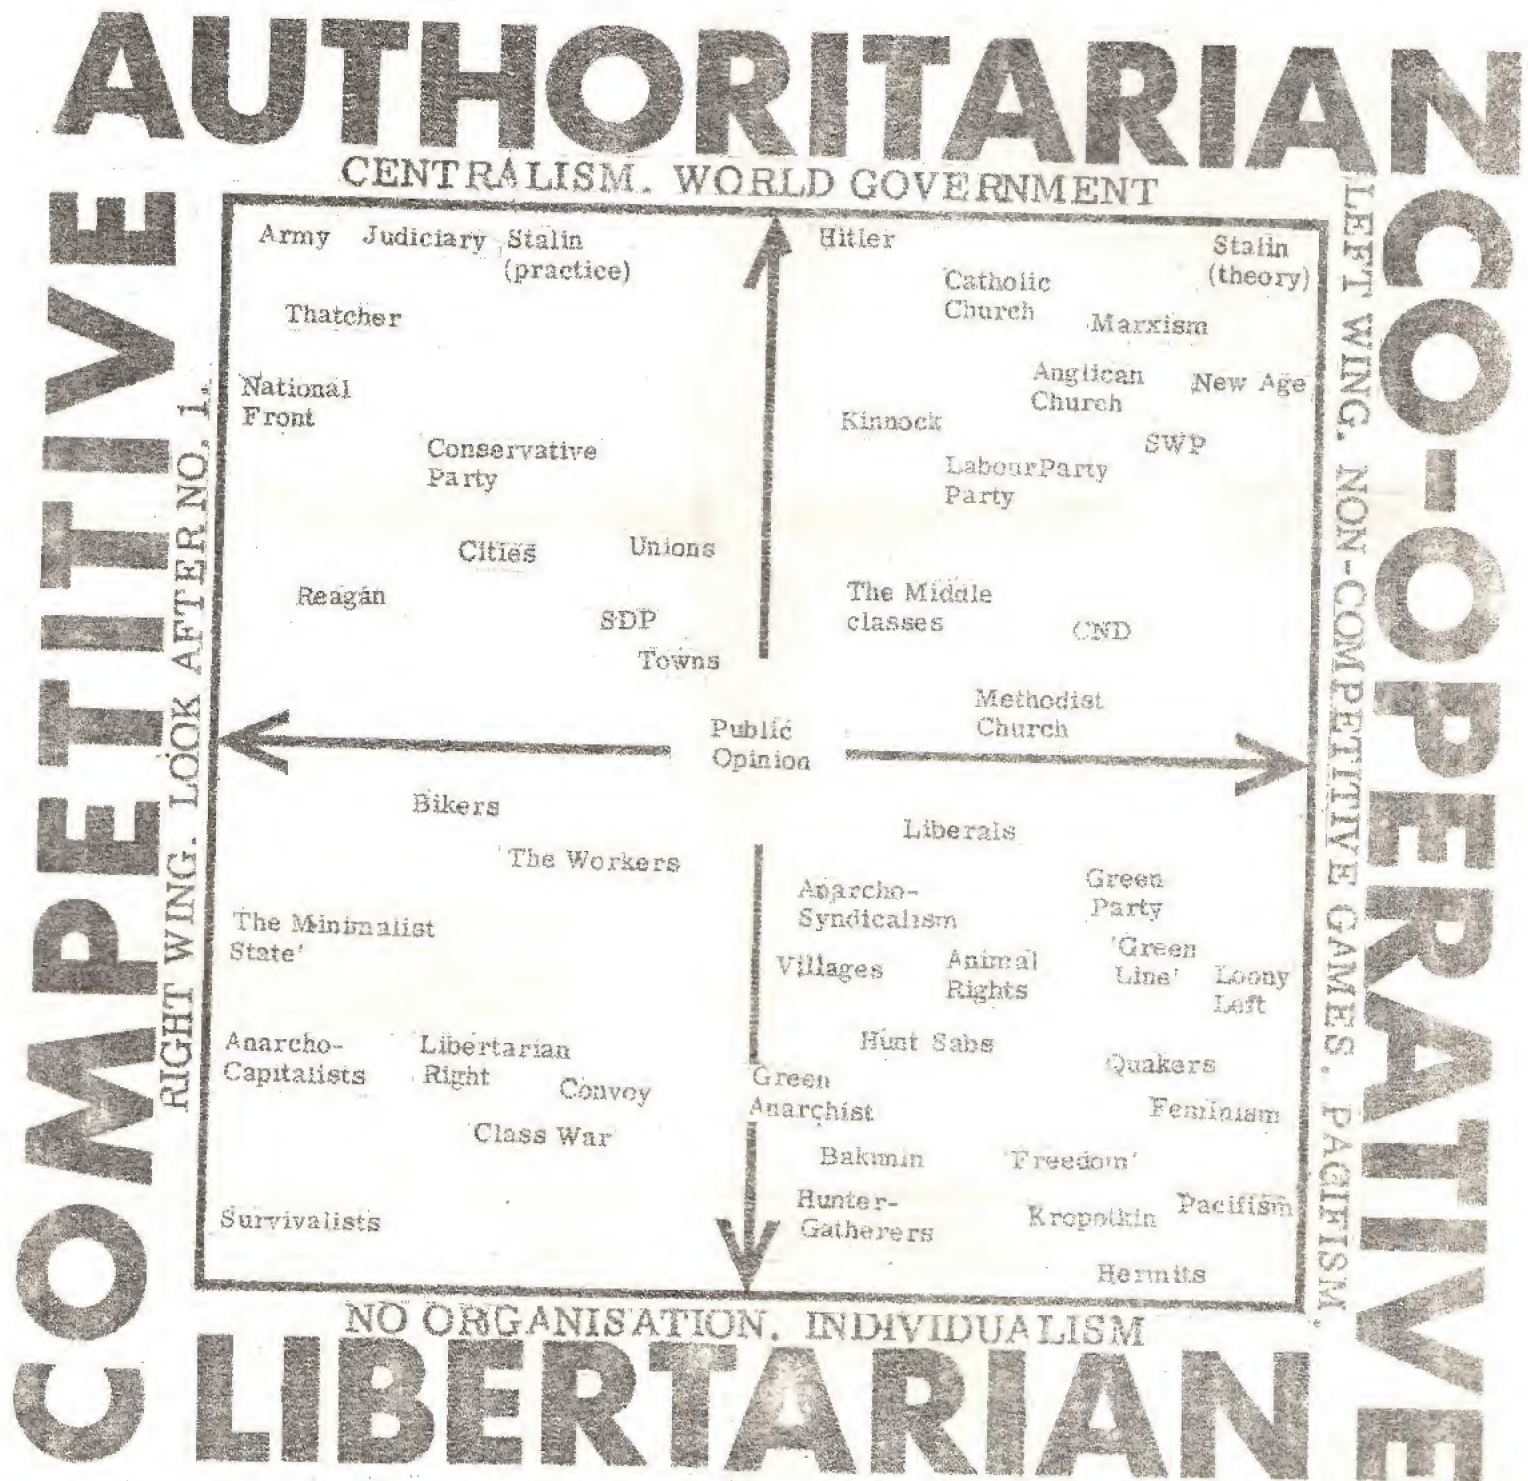 AUTHORITARIAN
CENTRALISM. WORLD GOVERNMENT
COMPETITIVE
RIGHT WING. LOOK AFTER NO. 1.
CO-OPERATIVE
LEFT WING. NON-COMPETITIVE GAMES. PACIFISM.
Army
Judiciary
Stalin
(practice)
Thatcher
National
Front
Conservative
Party
Cities
Unions
Reagan
SDP
Towns
Hitler
Stalin
(theory)
Catholic
Church
Marxism
Anglican
Church
New Age
Kinnock
SWP
LabourParty
Party
The Middle
classes
CND
Methodist
Church
Public
Opinion
Bikers
'The Workers
The Minimalist
State'
Anarcho-
Capitalists
Libertarian
Right
Convoy
Class War
Survivalists
Liberals
Anarcho-
Syndicalism
Green
Party
Villages
Animal
Rights
'Green
Line'
Loony
Left
Hunt Sabs
Quakers
Green
Anarchist
Feminism
Bakunin
'Freedom'
Hunter-
Gatherers
Kropotkin
Pacifism
Hermits
NO ORGANISATION. INDIVIDUALISM
LIBERTARIAN